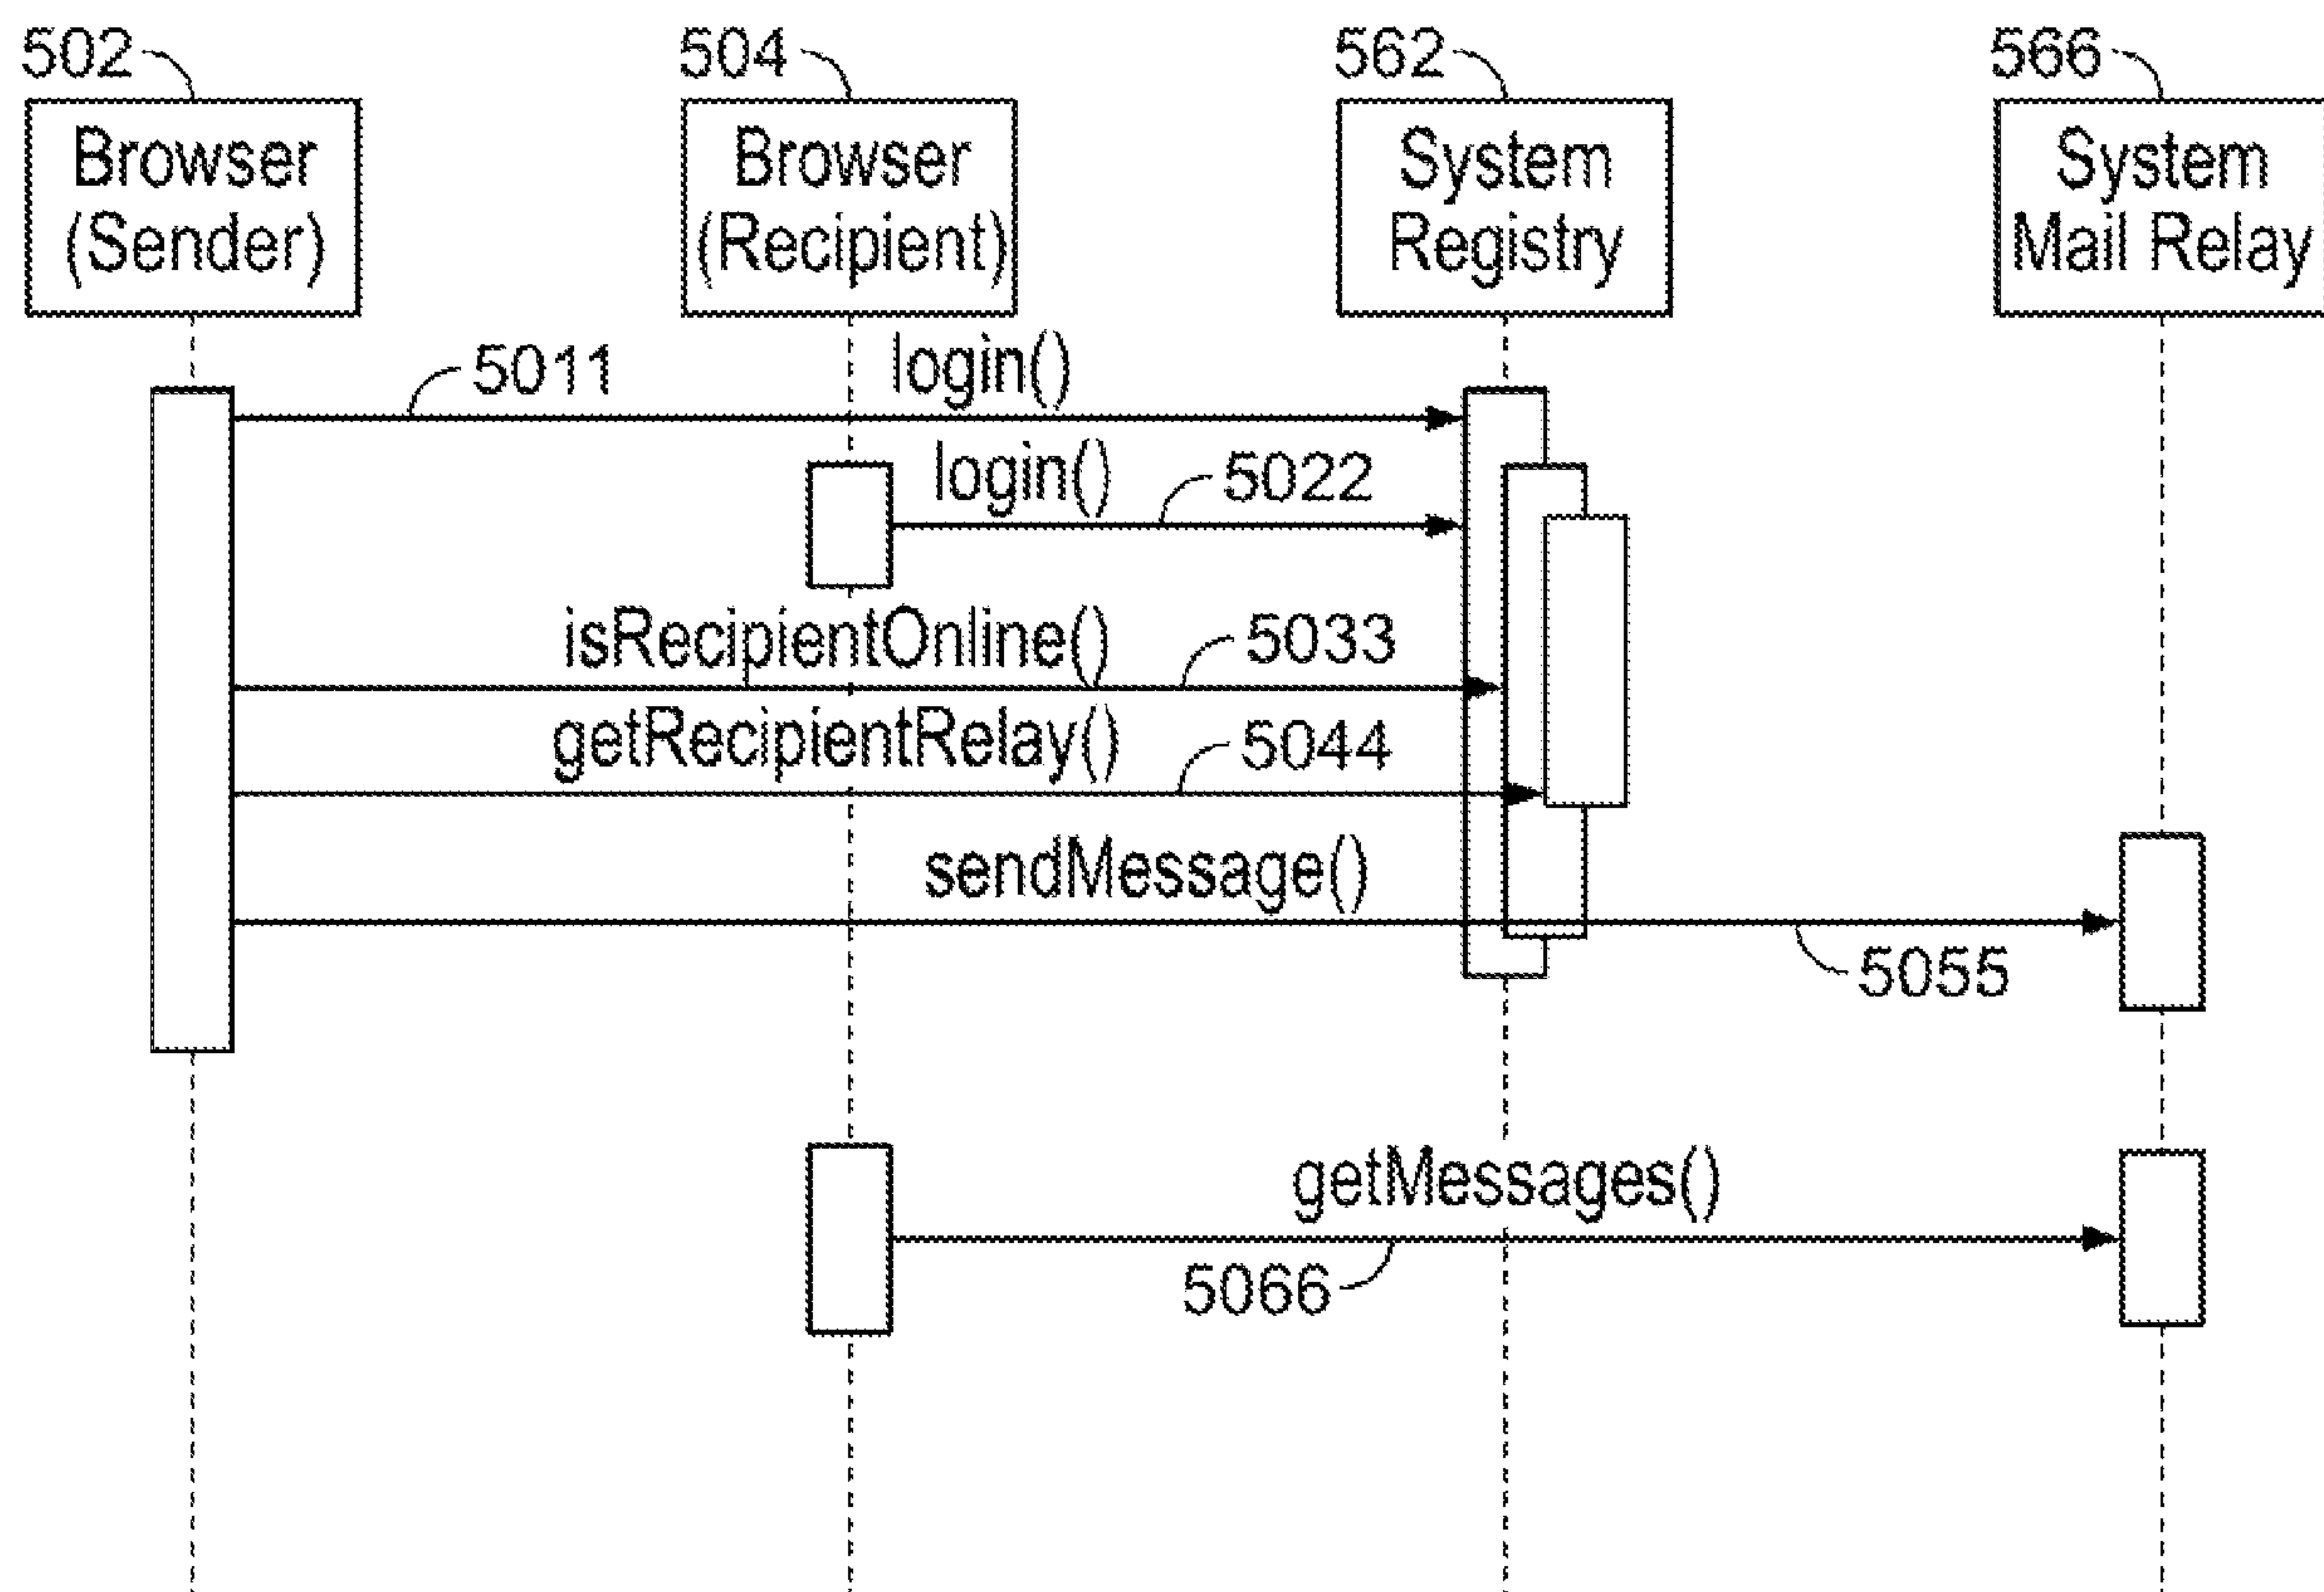 502
504
562
566
Browser
(Sender)
Browser
(Recipient)
System
Registry
System
Mail Relay
5011
login()
login()
5022
isRecipientOnline()
5033
getRecipientRelay()
5044
sendMessage()
5055
getMessages()
5066